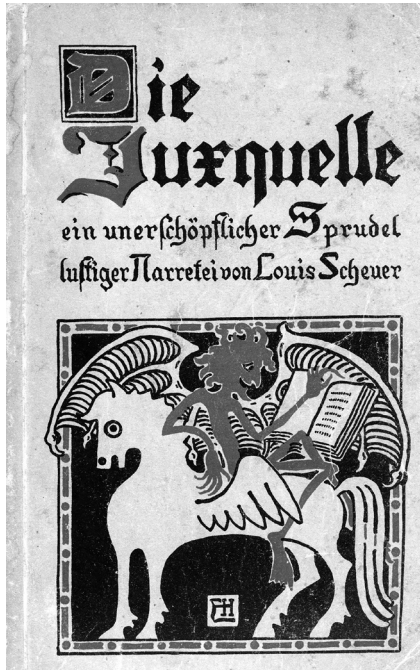 Die
Juxquelle
ein unerschöpflicher Sprudel
lustiger Narretei von Louis Scheuer